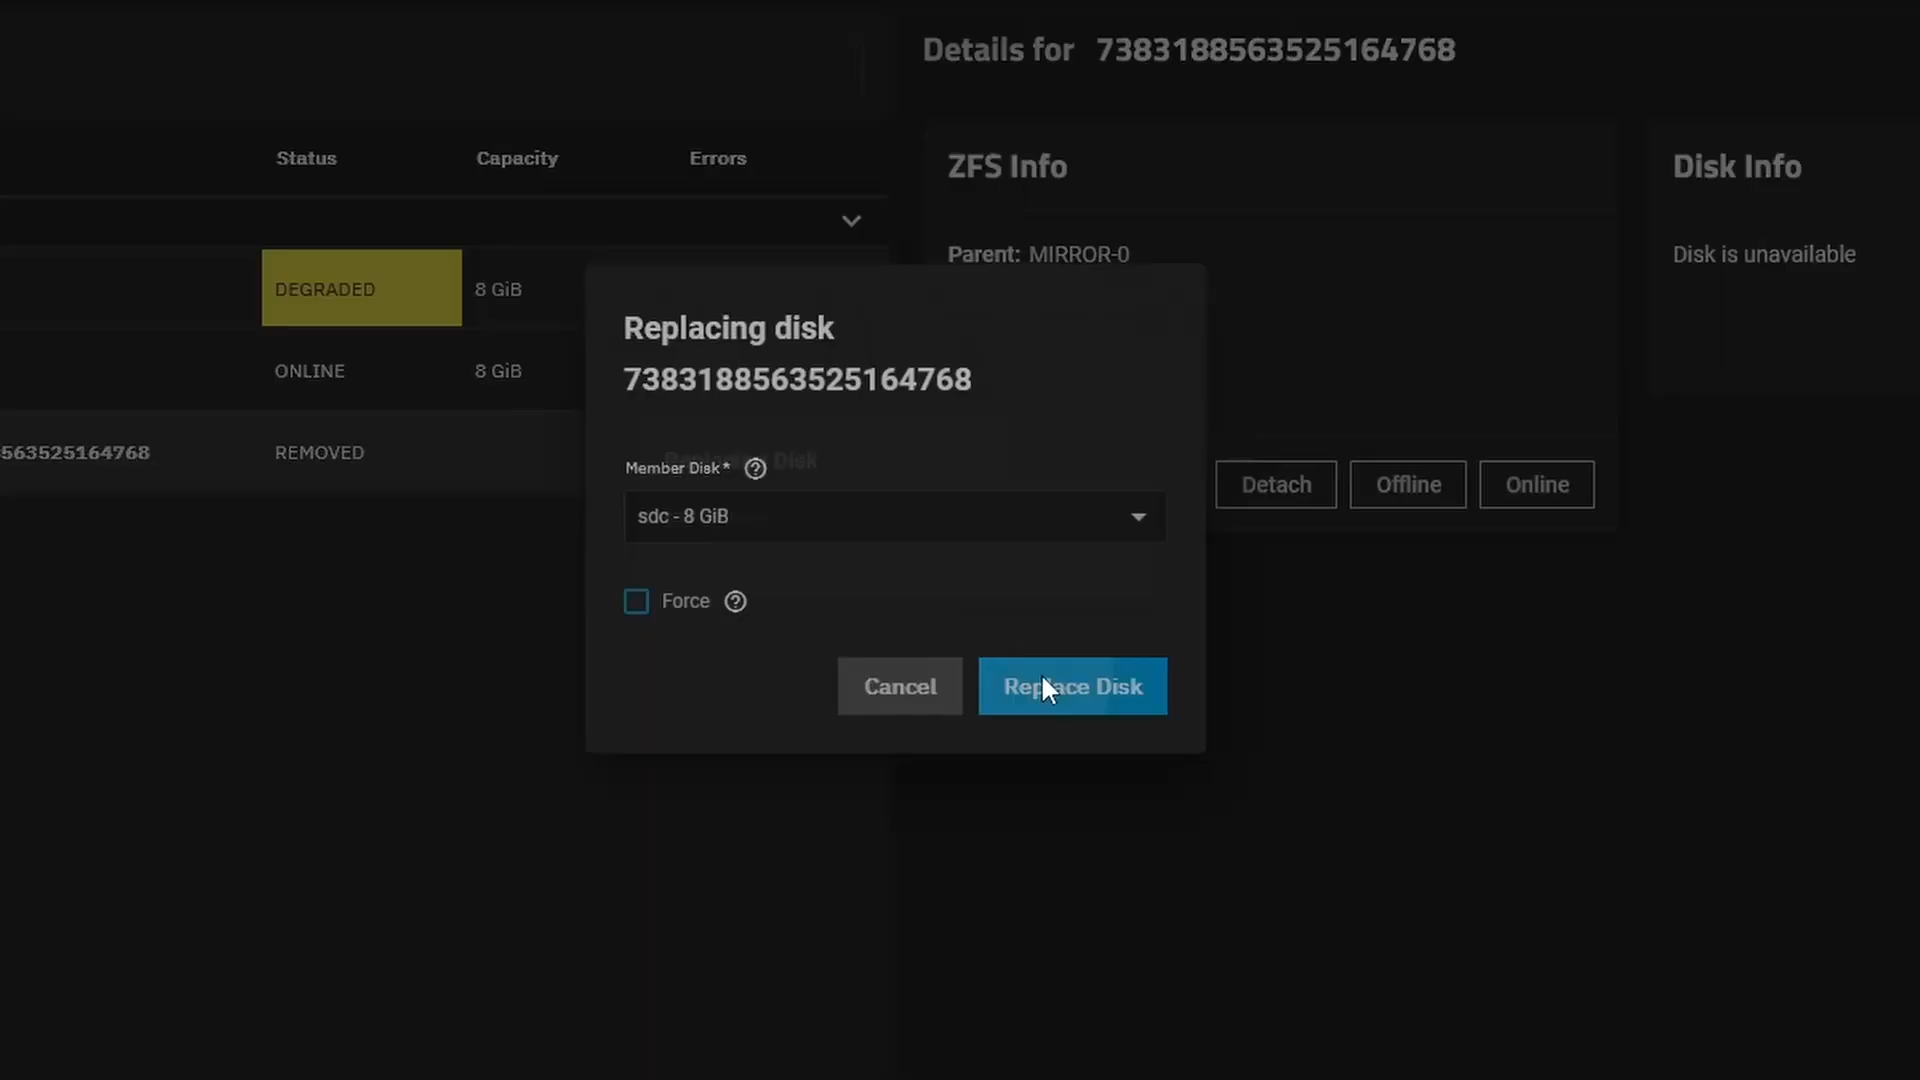 Details for 7383188563525164768
Status Capacity Errors
ZFS Info
Disk Info
Parent: MIRROR-0
Disk is unavailable
DEGRADED 8 GiB
ONLINE 8 GiB
563525164768 REMOVED
Detach Offline Online
Replacing disk
7383188563525164768
Member Disk *
sdc - 8 GiB
Force
Cancel Replace Disk